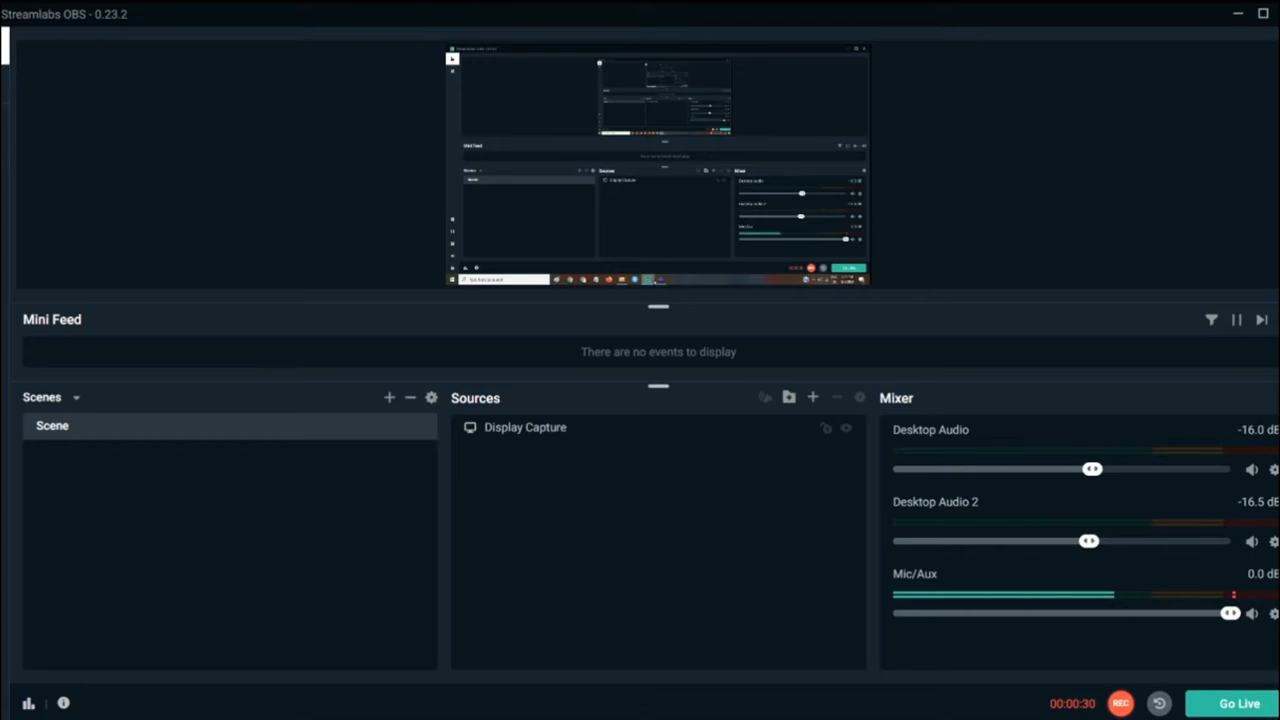 Streamlabs OBS - 0.23.2
Mini Feed
There are no events to display
Scenes
Sources
Mixer
Scene
Display Capture
Desktop Audio
-16.0 dB
Desktop Audio 2
-16.5 dB
Mic/Aux
0.0 dB
00:00:30
REC
Go Live